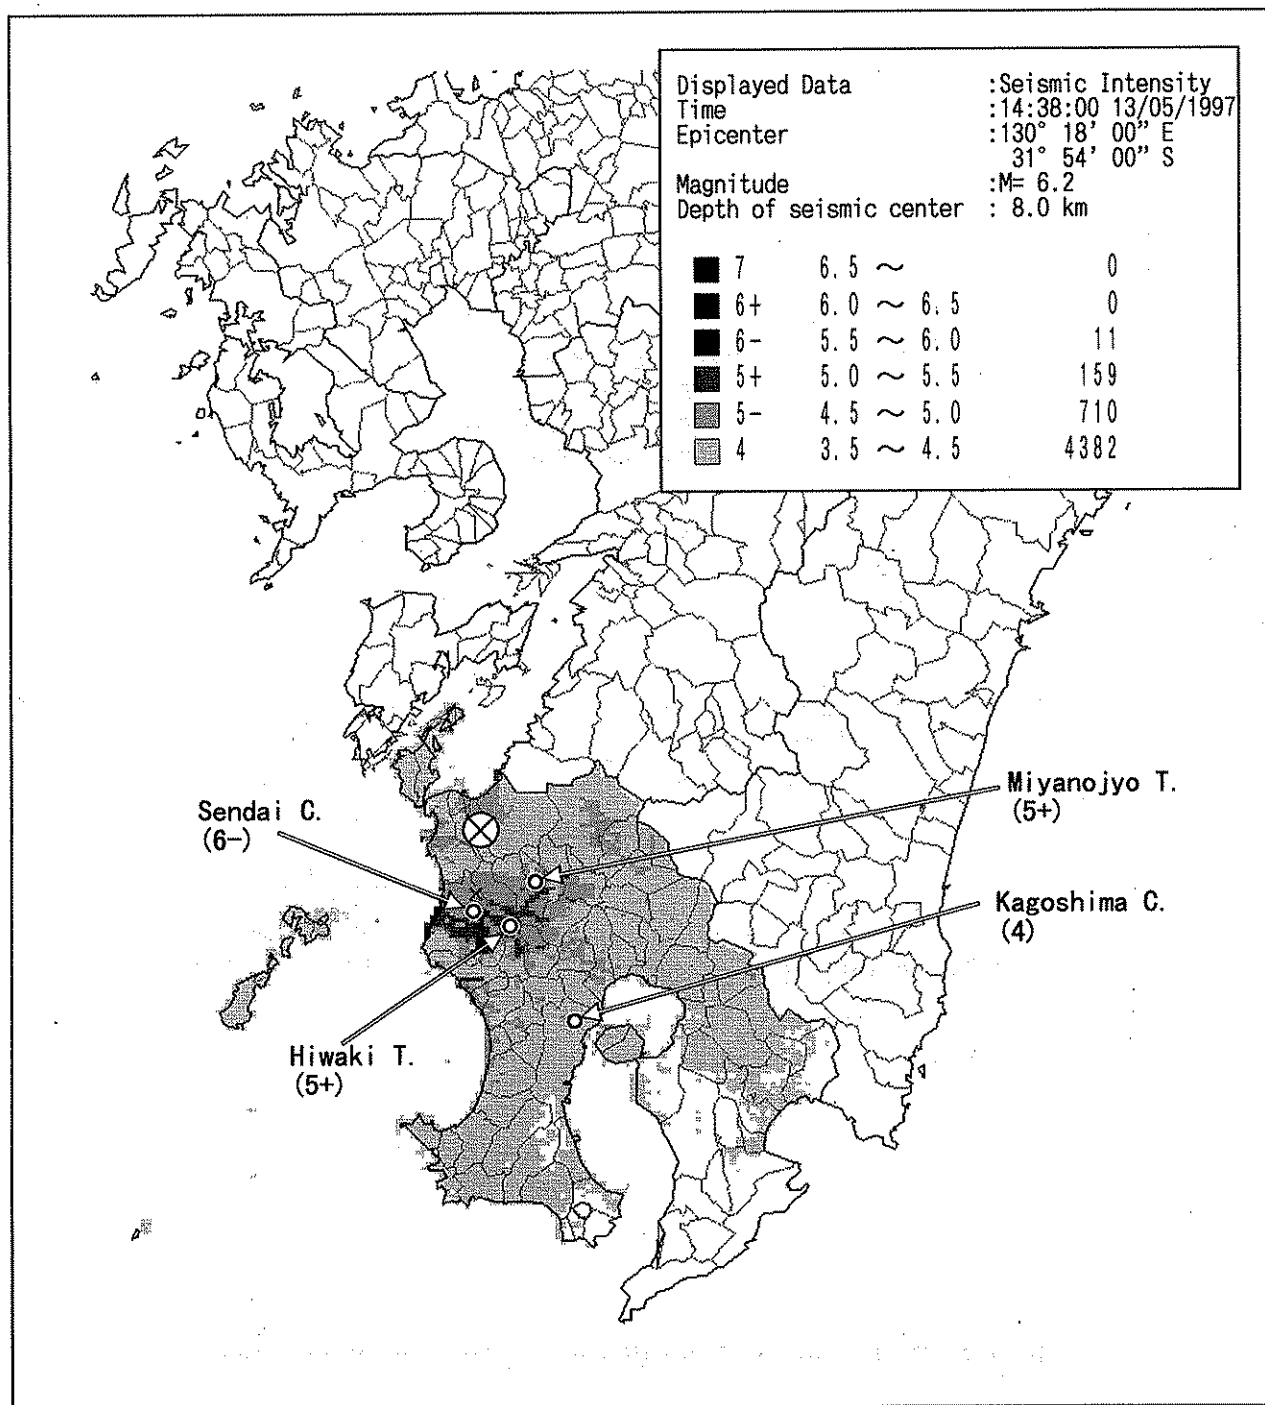 Displayed Data :Seismic Intensity
Time :14:38:00 13/05/1997
Epicenter :130° 18' 00” E
31° 54' 00” S
Magnitude :M= 6.2
Depth of seismic center : 8.0 km
7 6.5 ～ 0
6+ 6.0 ～ 6.5 0
6- 5.5 ～ 6.0 11
5+ 5.0 ～ 5.5 159
5- 4.5 ～ 5.0 710
4 3.5 ～ 4.5 4382
Miyanojyo T.
(5+)
Sendai C.
(6-)
Kagoshima C.
(4)
Hiwaki T.
(5+)